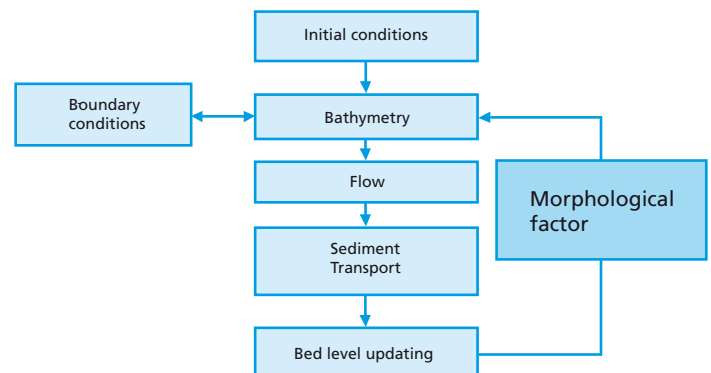 Initial conditions
Boundary
conditions
Bathymetry
Flow
Morphological
factor
Sediment
Transport
Bed level updating